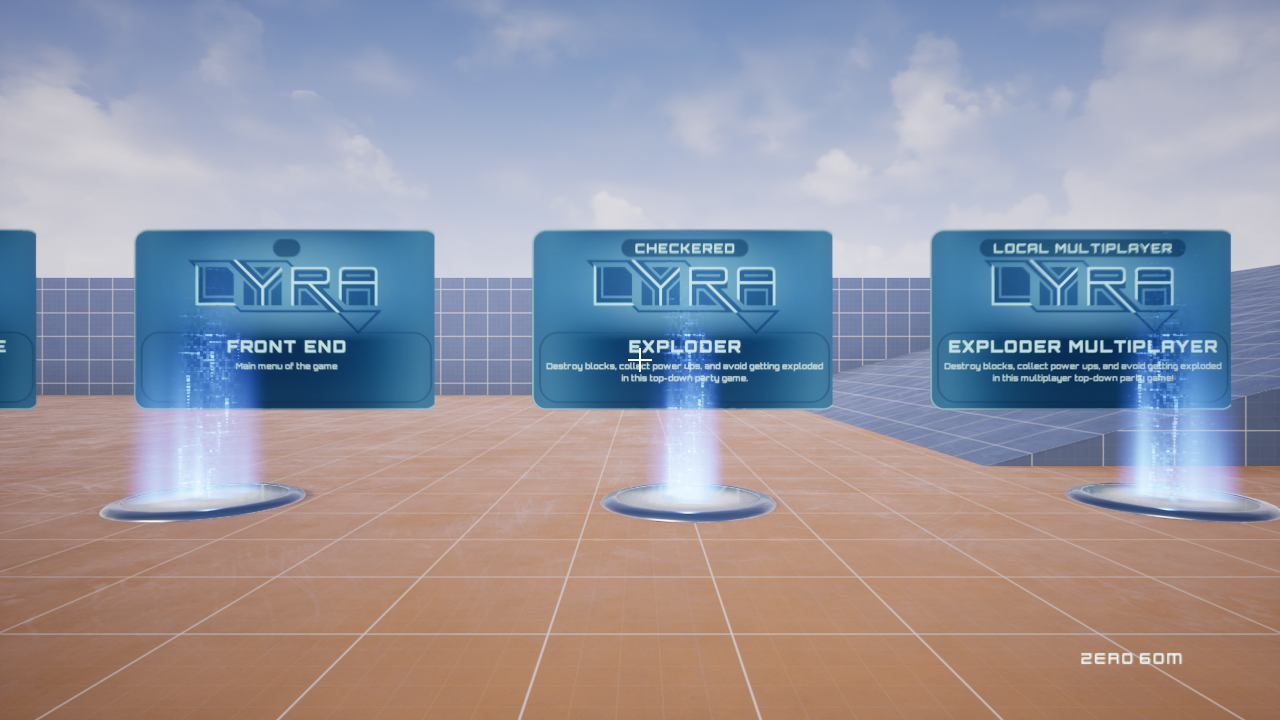 E
FRONT END
Main menu of the game
CHECKERED
LYRA
EXPLODER
Destroy blocks, collect power ups, and avoid getting exploded
in this top-down party game.
LOCAL MULTIPLAYER
LYRA
EXPLODER MULTIPLAYER
Destroy blocks, collect power ups, and avoid getting exploded
in this multiplayer top-down party game!
LYRA
ZERO GOM